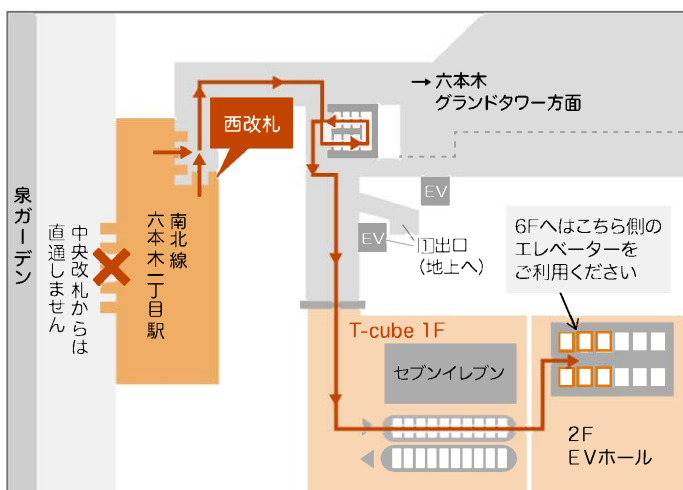 泉ガーデン
中央改札からは
直通しません
南北線
六本木一丁目駅
西改札
→六本木
グランドタワー方面
EV
EV
1出口
(地上へ)
6Fへはこちら側の
エレベーターを
ご利用ください
T-cube 1F
セブンイレブン
2F
EVホール